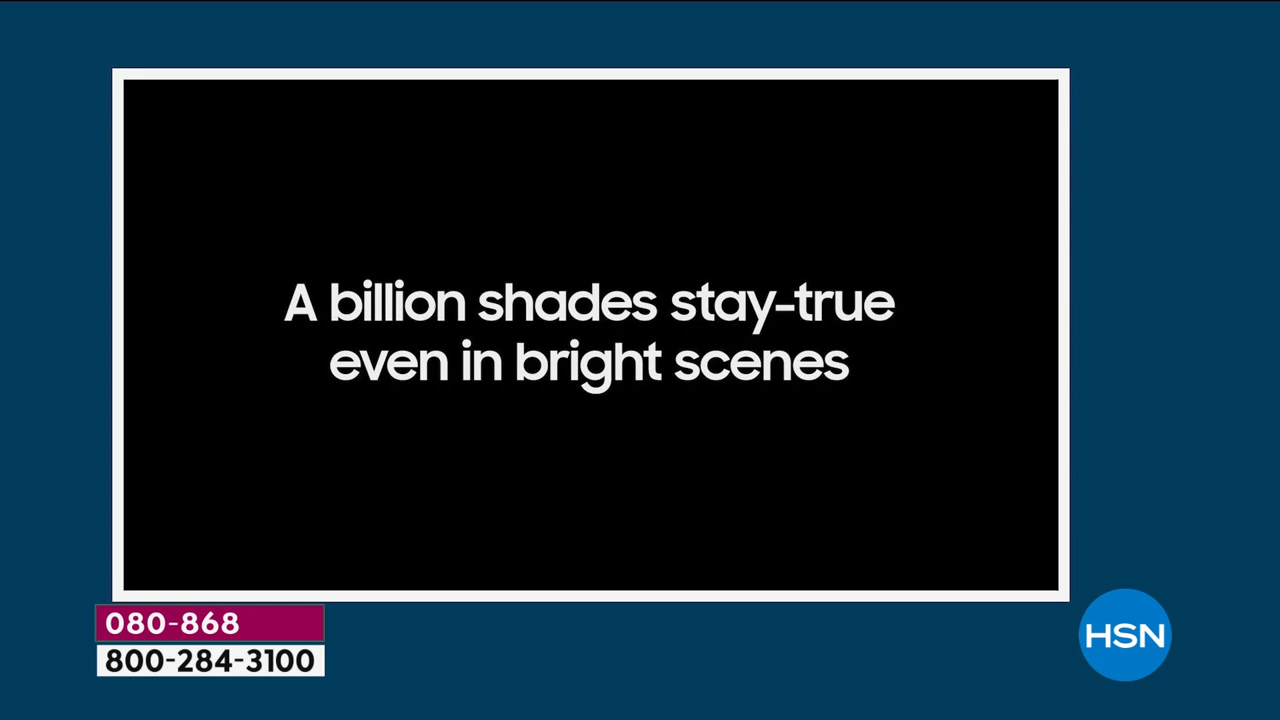 A billion shades stay-true
even in bright scenes
080-868
800-284-3100
HSN